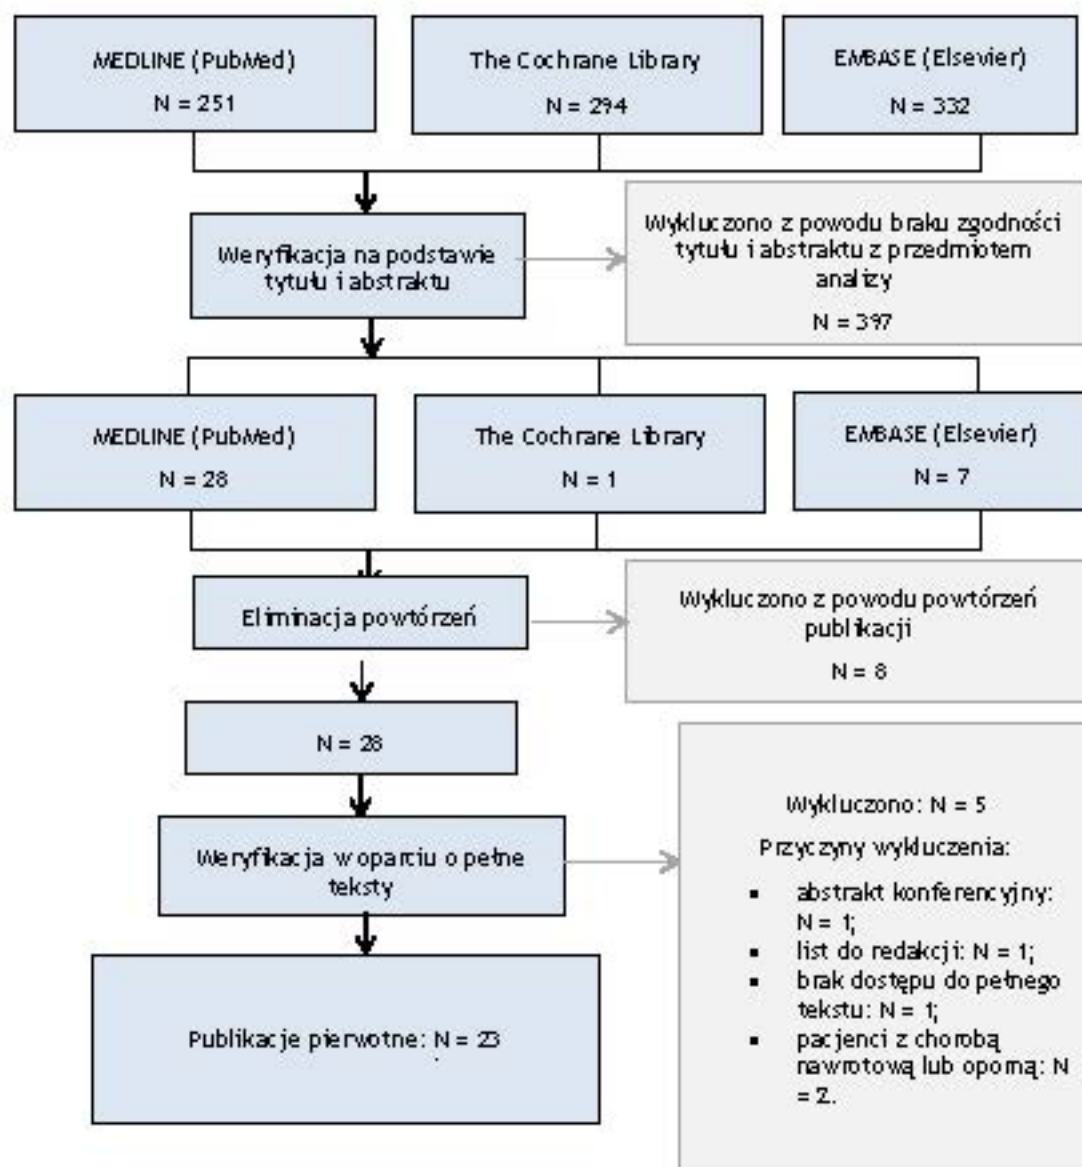 MEDLINE (PubMed)
N = 251
The Cochrane Library
N = 294
EMBASE (Elsevier)
N = 332
Weryfikacja na podstawie
tytułu i abstraktu
Wykluczono z powodu braku zgodności
tytułu i abstraktu z przedmiotem
analizy
N = 397
MEDLINE (PubMed)
N = 28
The Cochrane Library
N = 1
EMBASE (Elsevier)
N = 7
Eliminacja powtórzeń
Wykluczono z powodu powtórzeń
publikacji
N = 8
N = 28
Weryfikacja w oparciu o pełne
teksty
Wykluczono: N = 5
Przyczyny wykluczenia:
▪ abstrakt konferencyjny:
N = 1;
▪ list do redakcji: N = 1;
▪ brak dostępu do pełnego
tekstu: N = 1;
▪ pacjenci z chorobą
nawrotową lub oporną: N
= 2.
Publikacje pierwotne: N = 23